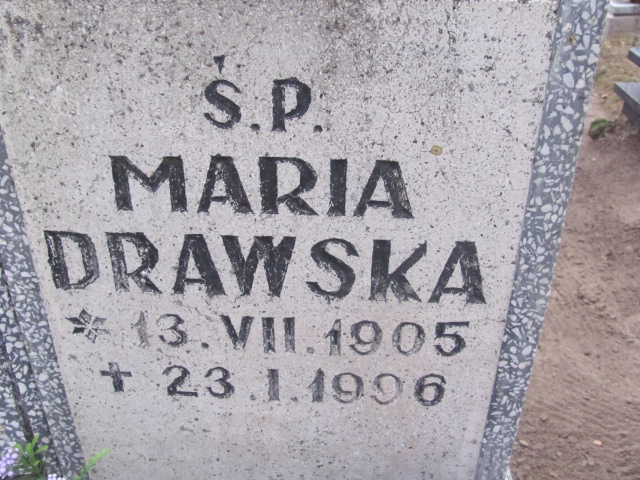 Ś.P.
MARIA
DRAWSKA
* 13.VII.1905
+ 23.I.1996